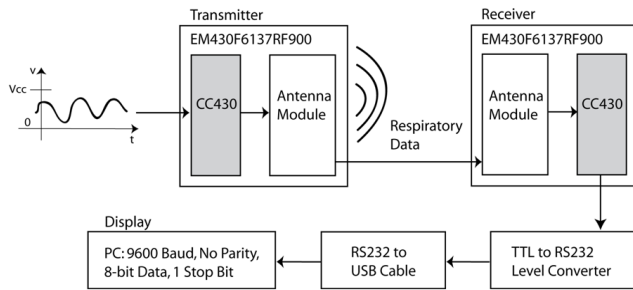 Transmitter
EM430F6137RF900
CC430
Antenna
Module
v
Vcc
0
t
Respiratory
Data
Receiver
EM430F6137RF900
Antenna
Module
CC430
Display
PC: 9600 Baud, No Parity,
8-bit Data, 1 Stop Bit
RS232 to
USB Cable
TTL to RS232
Level Converter